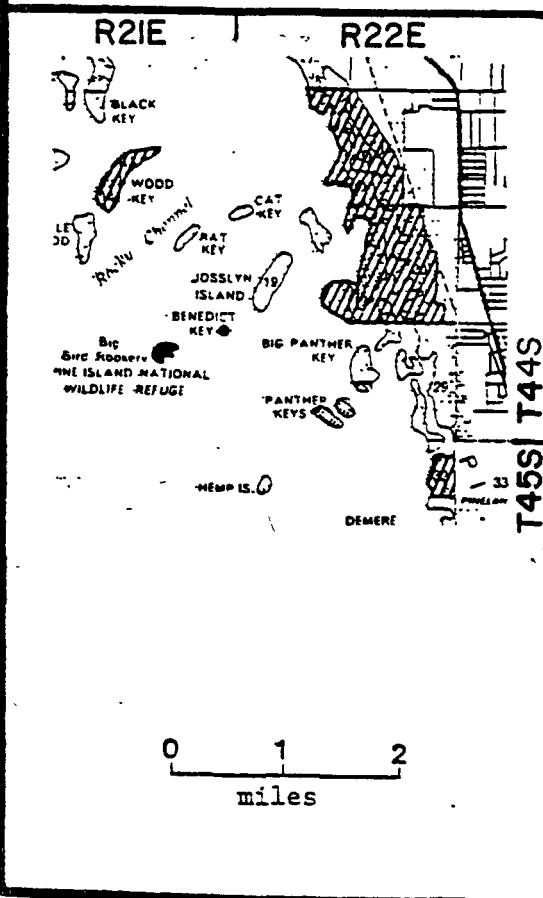 R21E
R22E
BLACK
KEY
WOOD
KEY
CAT
KEY
Channel
RAT
KEY
JOSSLYN
ISLAND
19
BENEDICT
KEY
Big
Bird Rookery
PINE ISLAND NATIONAL
WILDLIFE REFUGE
BIG PANTHER
KEY
PANTHER
KEYS
29
T44S
T45S
HEMP IS.
33
DEMERE
0
1
2
miles